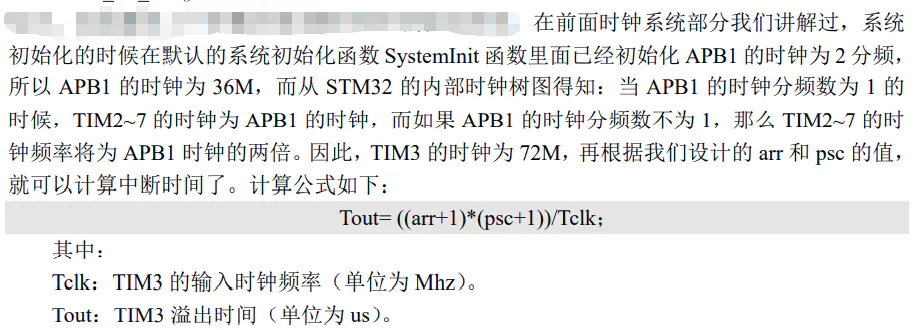 在前面时钟系统部分我们讲解过，系统
初始化的时候在默认的系统初始化函数 SystemInit 函数里面已经初始化 APB1 的时钟为 2 分频，
所以 APB1 的时钟为 36M，而从 STM32 的内部时钟树图得知：当 APB1 的时钟分频数为 1 的
时候，TIM2~7 的时钟为 APB1 的时钟，而如果 APB1 的时钟分频数不为 1，那么 TIM2~7 的时
钟频率将为 APB1 时钟的两倍。因此，TIM3 的时钟为 72M，再根据我们设计的 arr 和 psc 的值，
就可以计算中断时间了。计算公式如下：
Tout= ((arr+1)*(psc+1))/Tclk；
其中：
Tclk：TIM3 的输入时钟频率（单位为 Mhz）。
Tout：TIM3 溢出时间（单位为 us）。